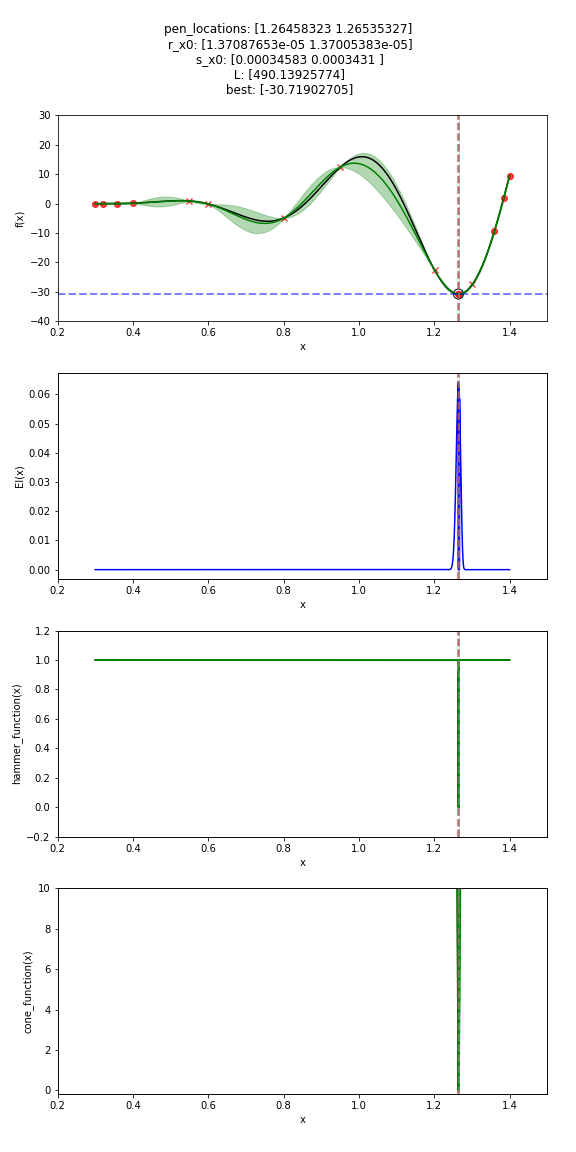 pen_locations: [1.26458323 1.26535327]
r_x0: [1.37087653e-05 1.37005383e-05]
s_x0: [0.00034583 0.0003431 ]
L: [490.13925774]
best: [-30.71902705]
30
20
10
0
−10
−20
−30
−40
f(x)
0.2 0.4 0.6 0.8 1.0 1.2 1.4
x
0.06
0.05
0.04
0.03
0.02
0.01
0.00
EI(x)
0.2 0.4 0.6 0.8 1.0 1.2 1.4
x
1.2
1.0
0.8
0.6
0.4
0.2
0.0
−0.2
hammer_function(x)
0.2 0.4 0.6 0.8 1.0 1.2 1.4
x
10
8
6
4
2
0
cone_function(x)
0.2 0.4 0.6 0.8 1.0 1.2 1.4
x